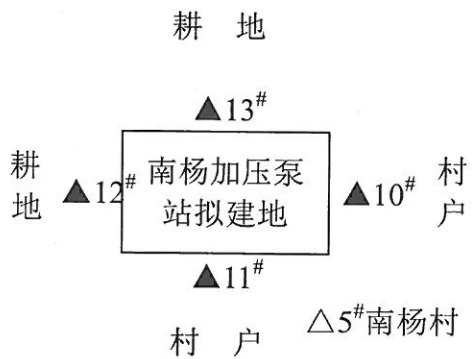 耕 地
▲13#
耕地
▲12#
南杨加压泵
站拟建地
▲10#
村户
▲11#
△5#南杨村
村 户